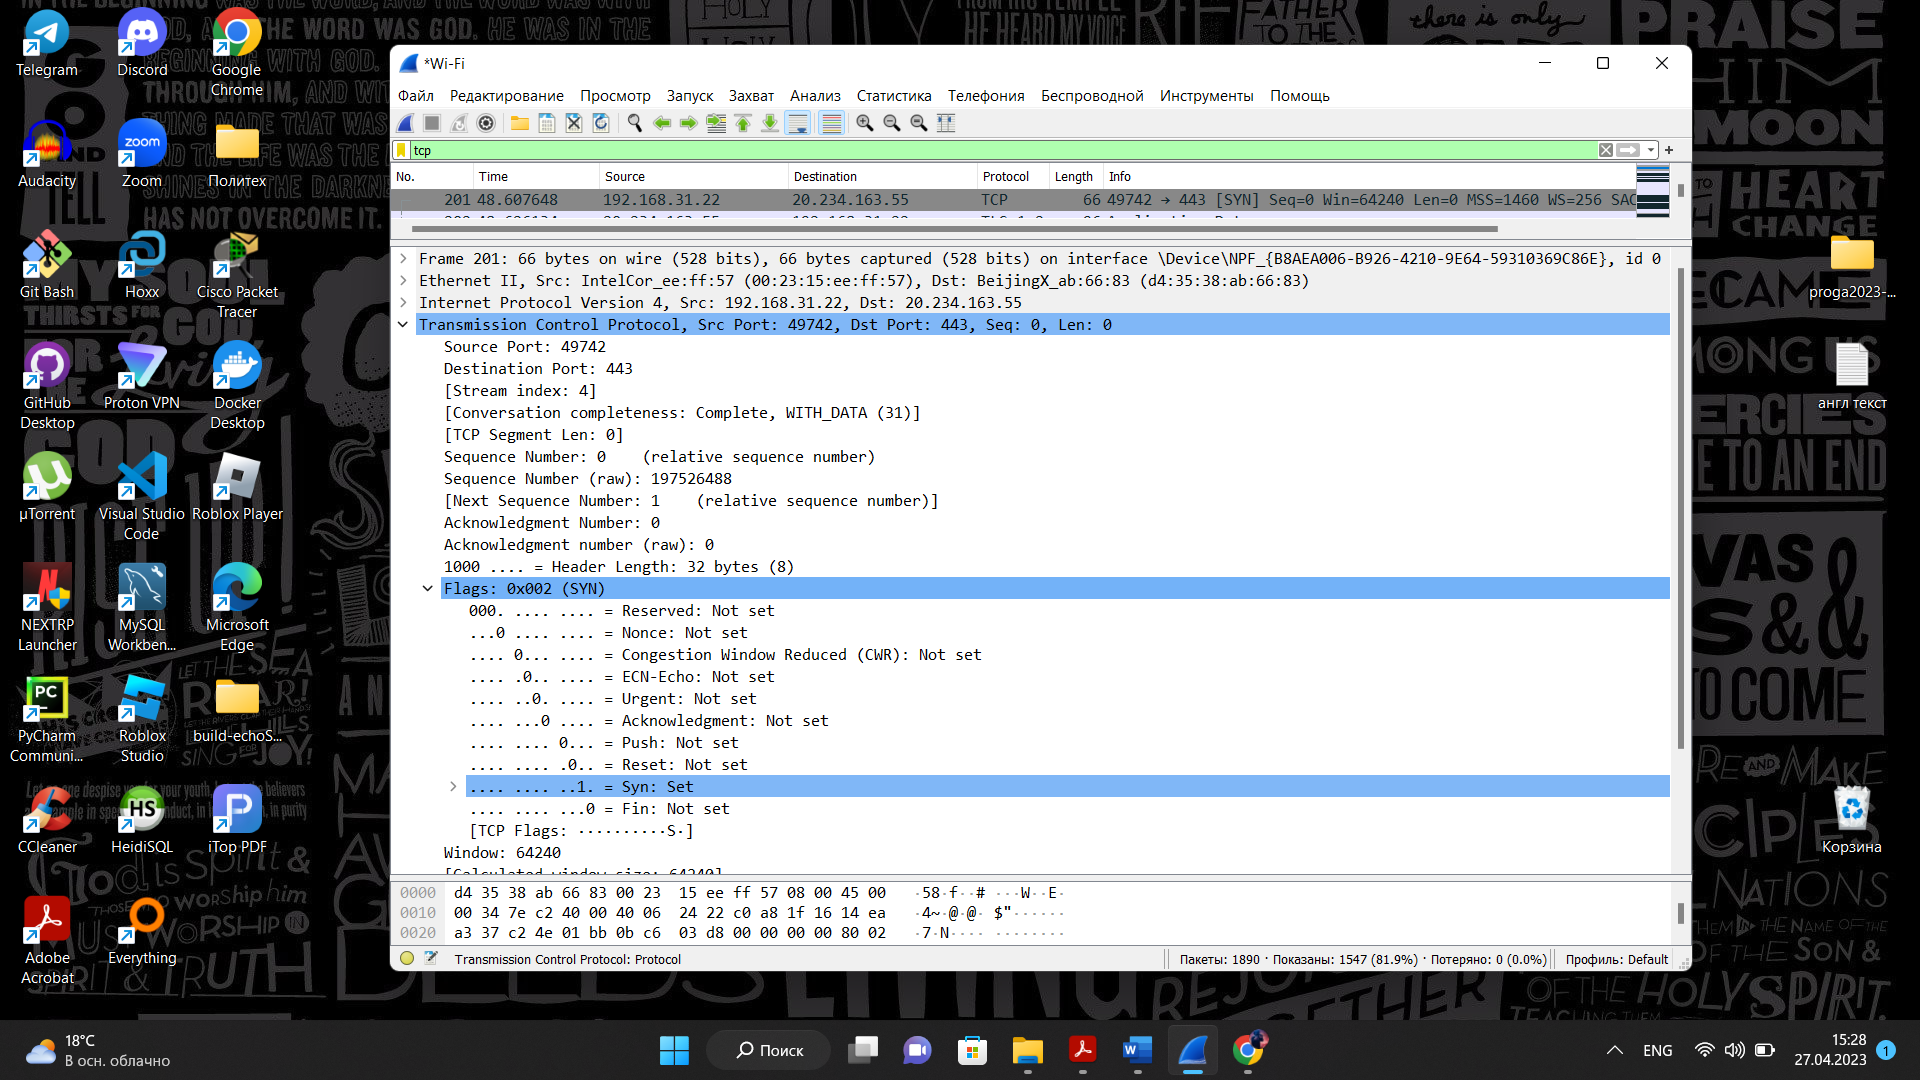 Telegram
Discord
Google Chrome
Audacity
Zoom
Политех
Git Bash
Hoxx
Cisco Packet Tracer
GitHub Desktop
Proton VPN
Docker Desktop
µTorrent
Visual Studio Code
Roblox Player
NEXTRP Launcher
MySQL Workben...
Microsoft Edge
PyCharm Communi...
Roblox Studio
build-echoS...
CCleaner
HeidiSQL
iTop PDF
Adobe Acrobat
Everything
*Wi-Fi
Файл Редактирование Просмотр Запуск Захват Анализ Статистика Телефония Беспроводной Инструменты Помощь
tcp
No. Time Source Destination Protocol Length Info
201 48.607648 192.168.31.22 20.234.163.55 TCP 66 49742 → 443 [SYN] Seq=0 Win=64240 Len=0 MSS=1460 WS=256 SAC
Frame 201: 66 bytes on wire (528 bits), 66 bytes captured (528 bits) on interface \Device\NPF_{B8AEA006-B926-4210-9E64-59310369C86E}, id 0
Ethernet II, Src: IntelCor_ee:ff:57 (00:23:15:ee:ff:57), Dst: BeijingX_ab:66:83 (d4:35:38:ab:66:83)
Internet Protocol Version 4, Src: 192.168.31.22, Dst: 20.234.163.55
Transmission Control Protocol, Src Port: 49742, Dst Port: 443, Seq: 0, Len: 0
Source Port: 49742
Destination Port: 443
[Stream index: 4]
[Conversation completeness: Complete, WITH_DATA (31)]
[TCP Segment Len: 0]
Sequence Number: 0    (relative sequence number)
Sequence Number (raw): 197526488
[Next Sequence Number: 1    (relative sequence number)]
Acknowledgment Number: 0
Acknowledgment number (raw): 0
1000 .... = Header Length: 32 bytes (8)
Flags: 0x002 (SYN)
000. .... .... = Reserved: Not set
...0 .... .... = Nonce: Not set
.... 0... .... = Congestion Window Reduced (CWR): Not set
.... .0.. .... = ECN-Echo: Not set
.... ..0. .... = Urgent: Not set
.... ...0 .... = Acknowledgment: Not set
.... .... 0... = Push: Not set
.... .... .0.. = Reset: Not set
.... .... ..1. = Syn: Set
.... .... ...0 = Fin: Not set
[TCP Flags: ··········S·]
Window: 64240
[Calculated window size: 64240]
0000 d4 35 38 ab 66 83 00 23 15 ee ff 57 08 00 45 00 ·58·f··# ···W··E·
0010 00 34 7e c2 40 00 40 06 24 22 c0 a8 1f 16 14 ea ·4~·@·@· $"······
0020 a3 37 c2 4e 01 bb 0b c6 03 d8 00 00 00 00 80 02 ·7·N···· ········
Transmission Control Protocol: Protocol
Пакеты: 1890 · Показаны: 1547 (81.9%) · Потеряно: 0 (0.0%)
Профиль: Default
proga2023-...
англ текст
Корзина
18°C
В осн. облачно
Поиск
ENG
15:28
27.04.2023
1